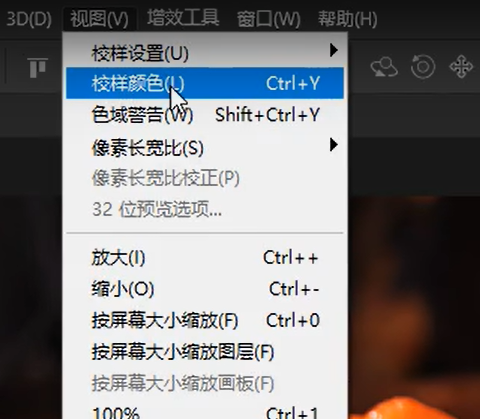 3D(D) 视图(V) 增效工具 窗口(W) 帮助(H)
校样设置(U)
校样颜色(L) Ctrl+Y
色域警告(W) Shift+Ctrl+Y
像素长宽比(S)
像素长宽比校正(P)
32 位预览选项...
放大(I) Ctrl++
缩小(O) Ctrl+-
按屏幕大小缩放(F) Ctrl+0
按屏幕大小缩放图层(F)
按屏幕大小缩放画板(F)
100% Ctrl+1